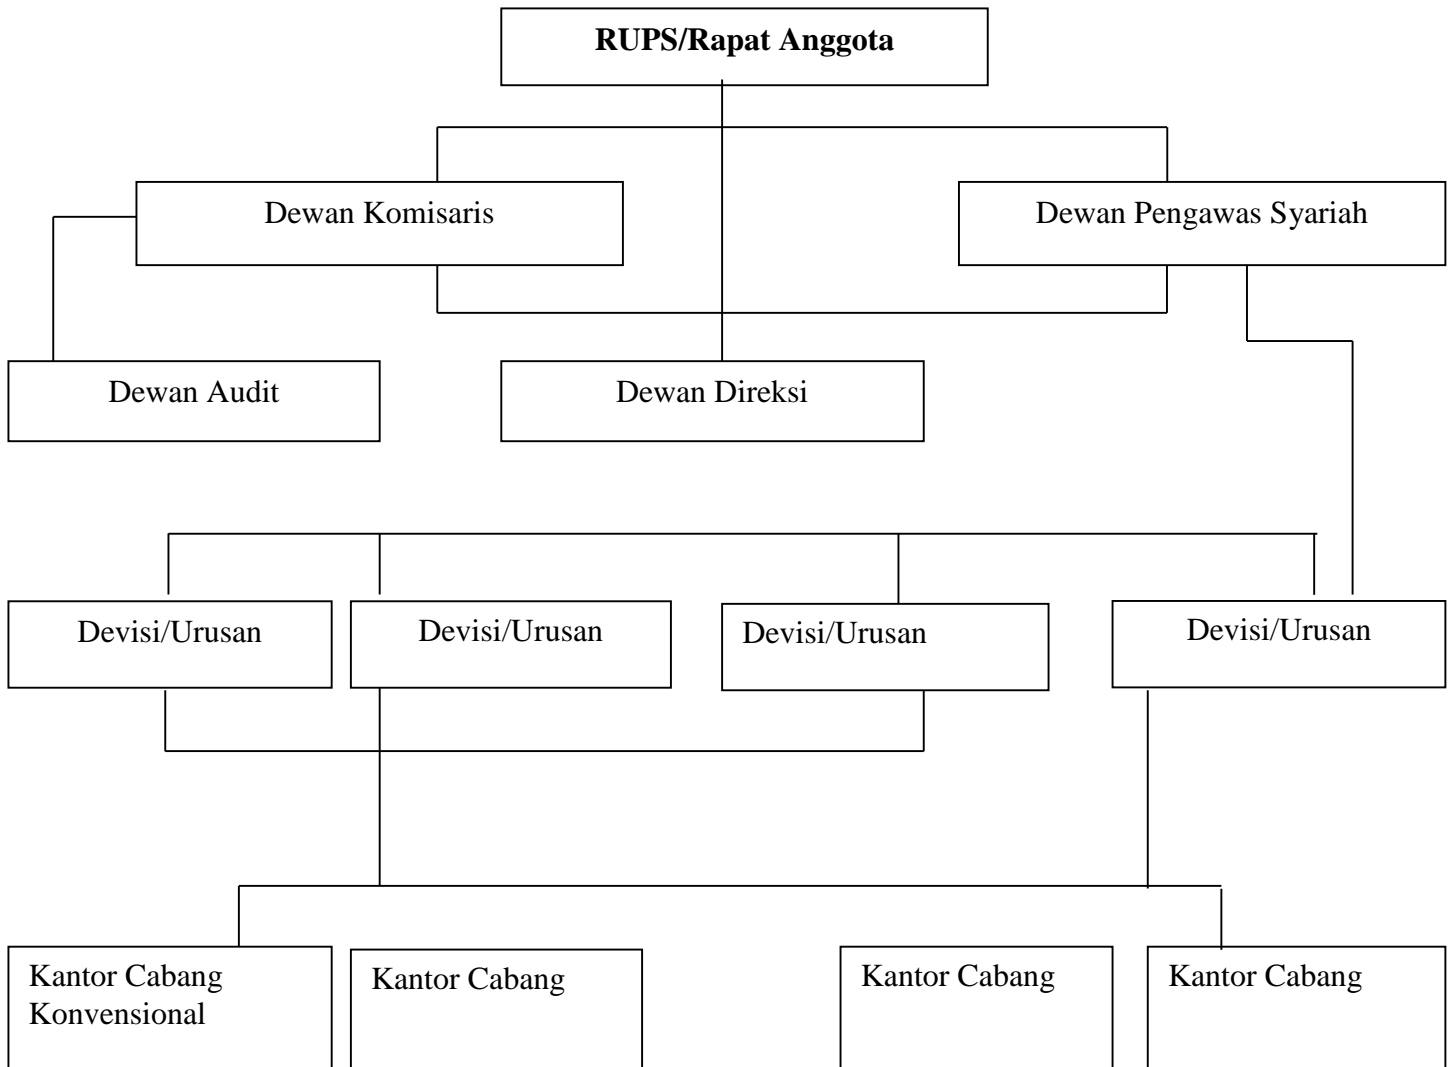 RUPS/Rapat Anggota
Dewan Komisaris
Dewan Pengawas Syariah
Dewan Audit
Dewan Direksi
Devisi/Urusan
Devisi/Urusan
Devisi/Urusan
Devisi/Urusan
Kantor Cabang
Konvensional
Kantor Cabang
Kantor Cabang
Kantor Cabang